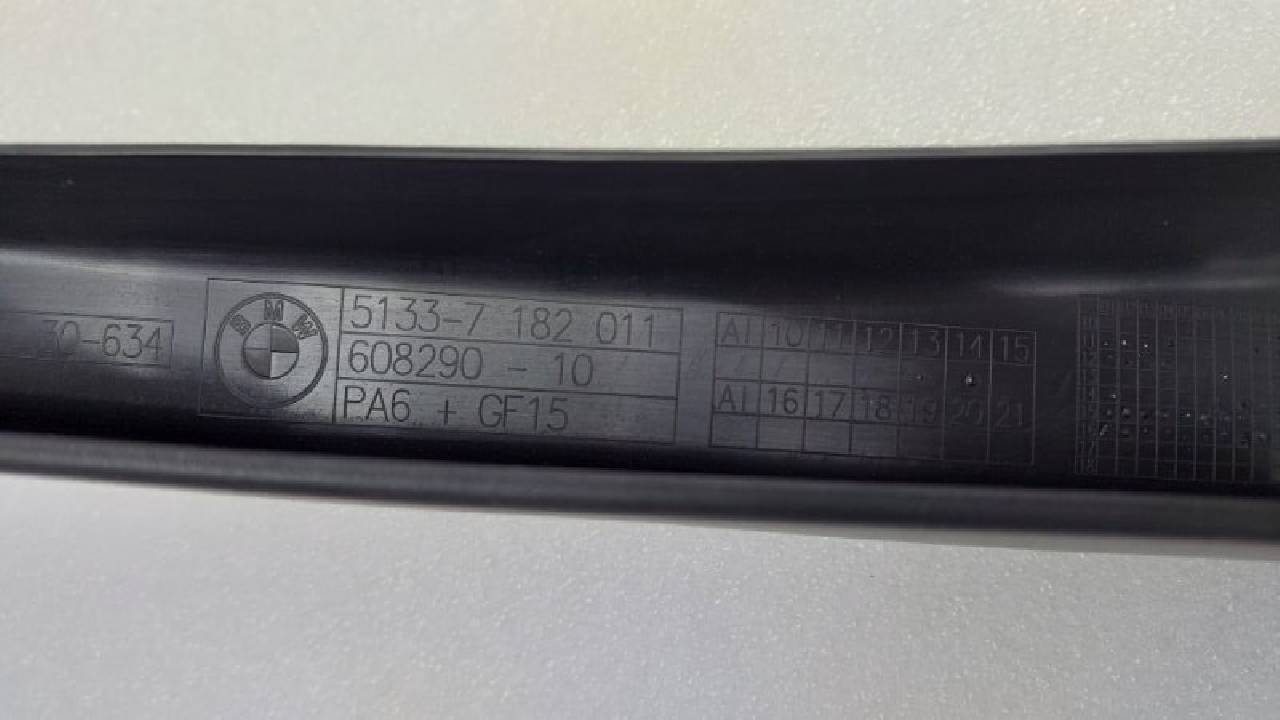 30-634
BMW
5133-7 182 011
608290 - 10
PA6 + GF15
AI 10 11 12 13 14 15
AI 16 17 18 19 20 21